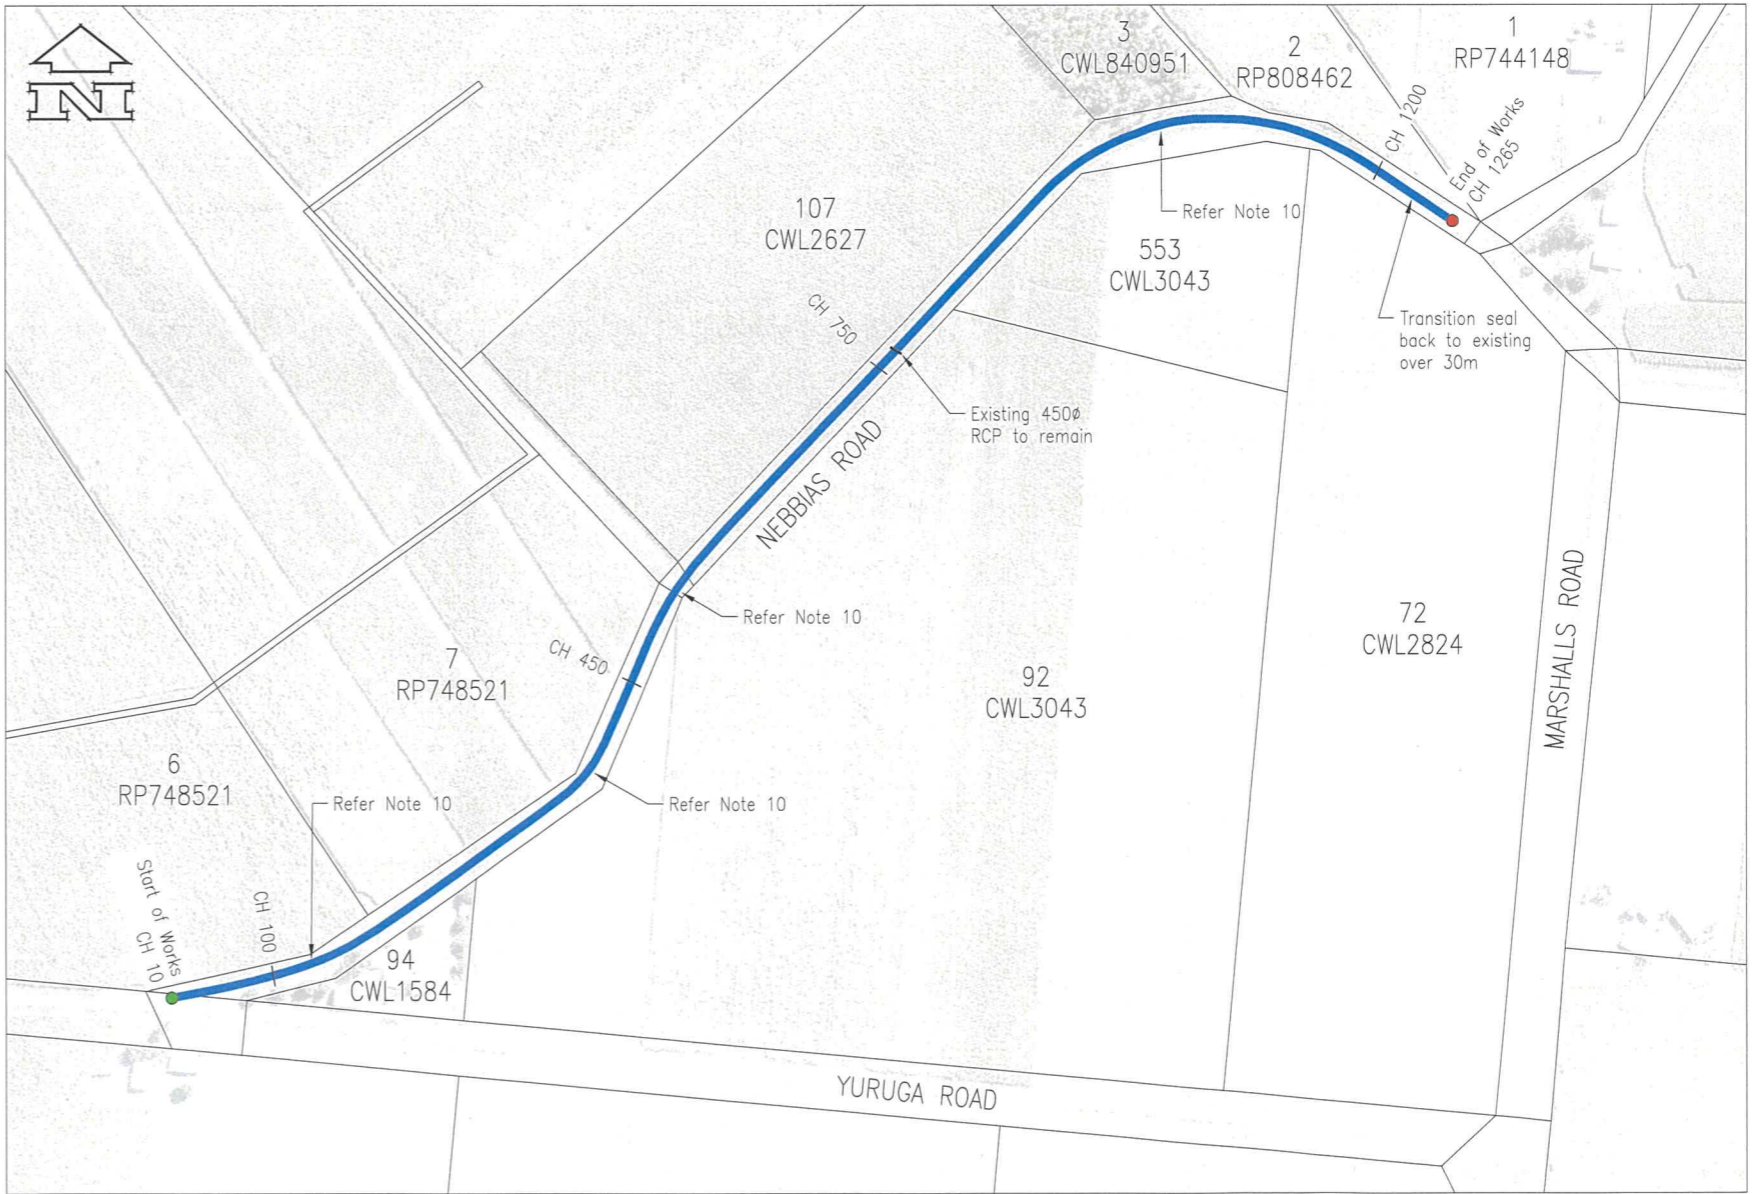 N
3
CWL840951
2
RP808462
1
RP744148
CH 1200
End of Works
CH 1265
107
CWL2627
Refer Note 10
553
CWL3043
CH 750
Transition seal
back to existing
over 30m
Existing 450ø
RCP to remain
NEBBIAS ROAD
Refer Note 10
72
CWL2824
MARSHALLS ROAD
CH 450
7
RP748521
92
CWL3043
6
RP748521
Refer Note 10
Refer Note 10
Start of Works
CH 10
CH 100
94
CWL1584
YURUGA ROAD